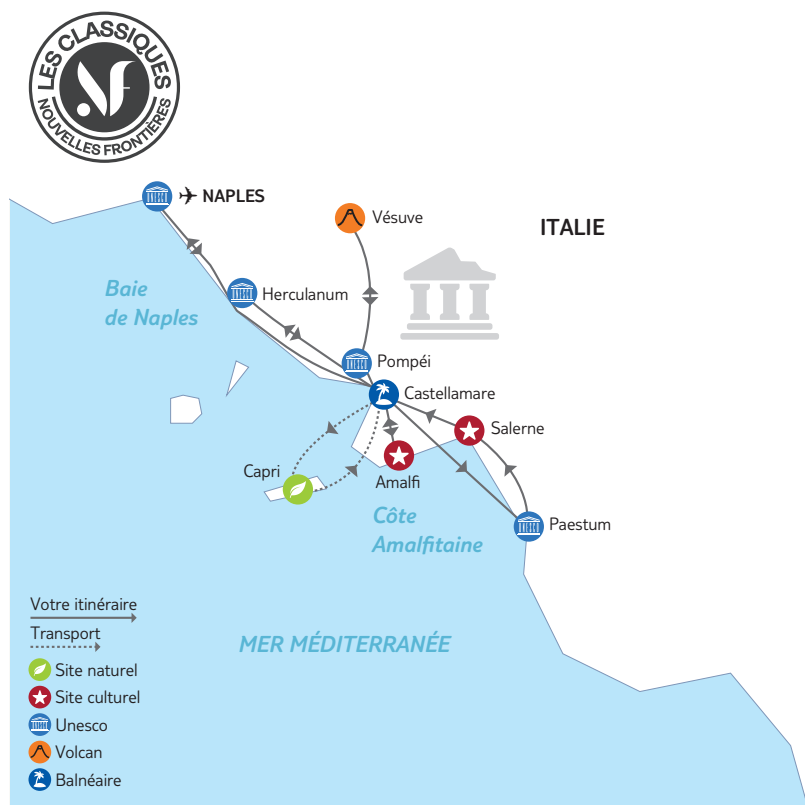 LES CLASSIQUES
NF
NOUVELLES FRONTIÈRES
NAPLES
Vésuve
ITALIE
Baie
de Naples
Herculanum
Pompéi
Castellamare
Salerne
Capri
Amalfi
Côte
Amalfitaine
Paestum
Votre itinéraire
Transport
MER MÉDITERRANÉE
Site naturel
Site culturel
Unesco
Volcan
Balnéaire